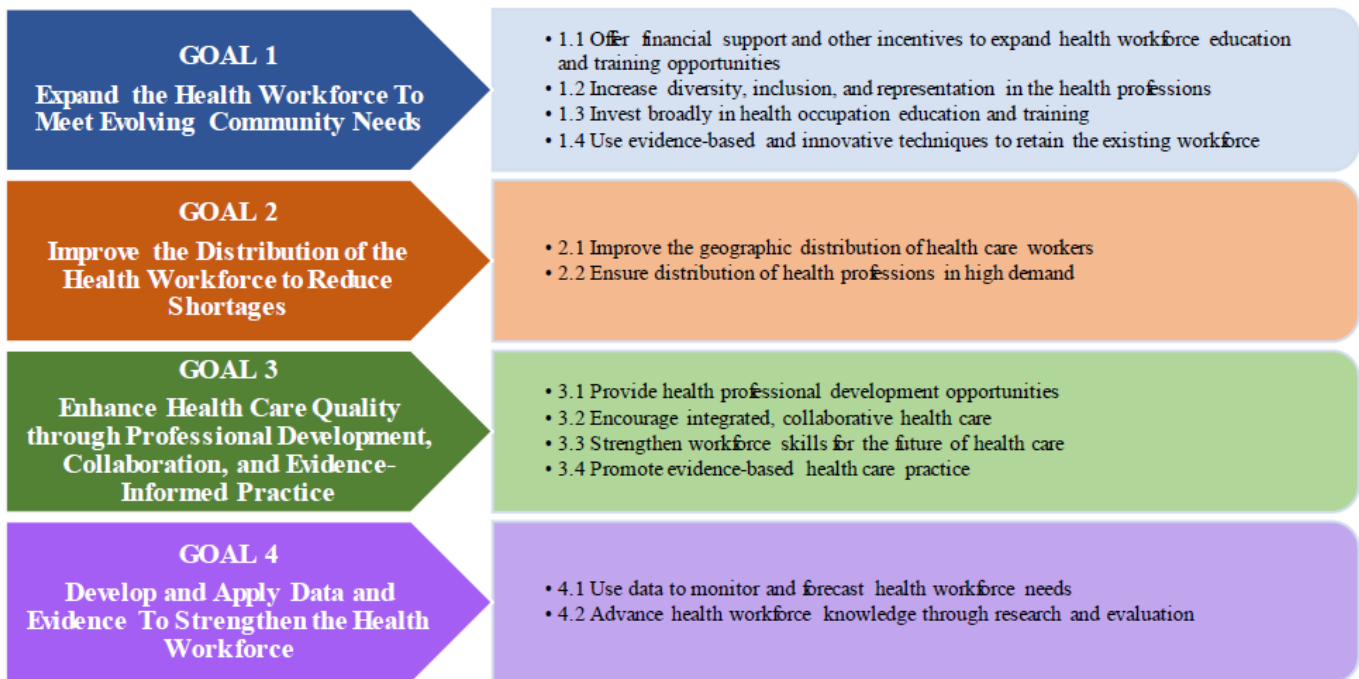 GOAL 1
Expand the Health Workforce To
Meet Evolving Community Needs
• 1.1 Offer financial support and other incentives to expand health workforce education
and training opportunities
• 1.2 Increase diversity, inclusion, and representation in the health professions
• 1.3 Invest broadly in health occupation education and training
• 1.4 Use evidence-based and innovative techniques to retain the existing workforce
GOAL 2
Improve the Distribution of the
Health Workforce to Reduce
Shortages
• 2.1 Improve the geographic distribution of health care workers
• 2.2 Ensure distribution of health professions in high demand
GOAL 3
Enhance Health Care Quality
through Professional Development,
Collaboration, and Evidence-
Informed Practice
• 3.1 Provide health professional development opportunities
• 3.2 Encourage integrated, collaborative health care
• 3.3 Strengthen workforce skills for the future of health care
• 3.4 Promote evidence-based health care practice
GOAL 4
Develop and Apply Data and
Evidence To Strengthen the Health
Workforce
• 4.1 Use data to monitor and forecast health workforce needs
• 4.2 Advance health workforce knowledge through research and evaluation